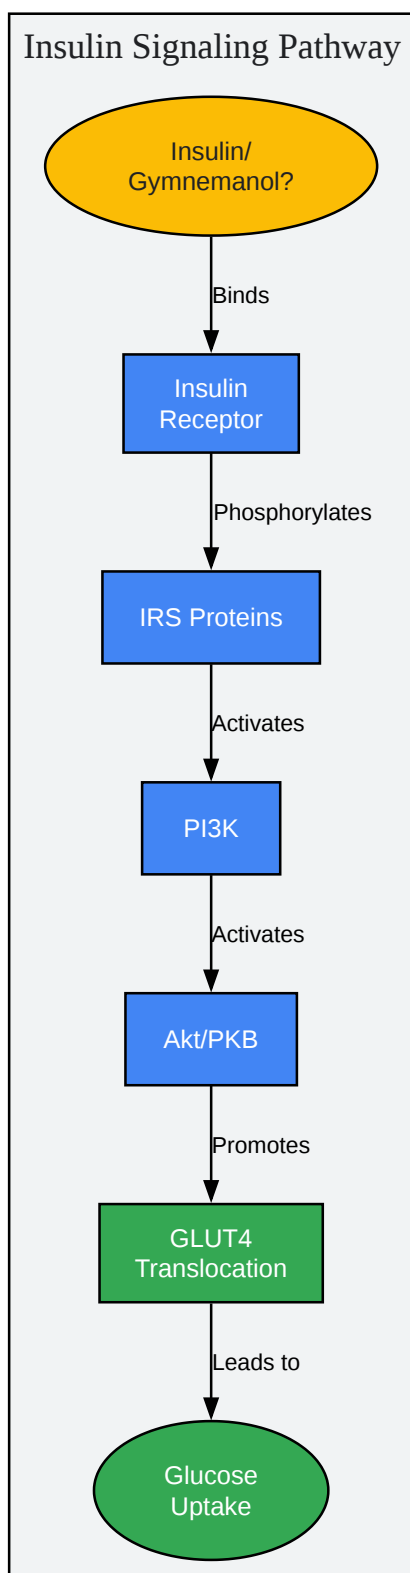 Insulin Signaling Pathway
Insulin/
Gymnemanol?
Binds
Insulin
Receptor
Phosphorylates
IRS Proteins
Activates
PI3K
Activates
Akt/PKB
Promotes
GLUT4
Translocation
Leads to
Glucose
Uptake